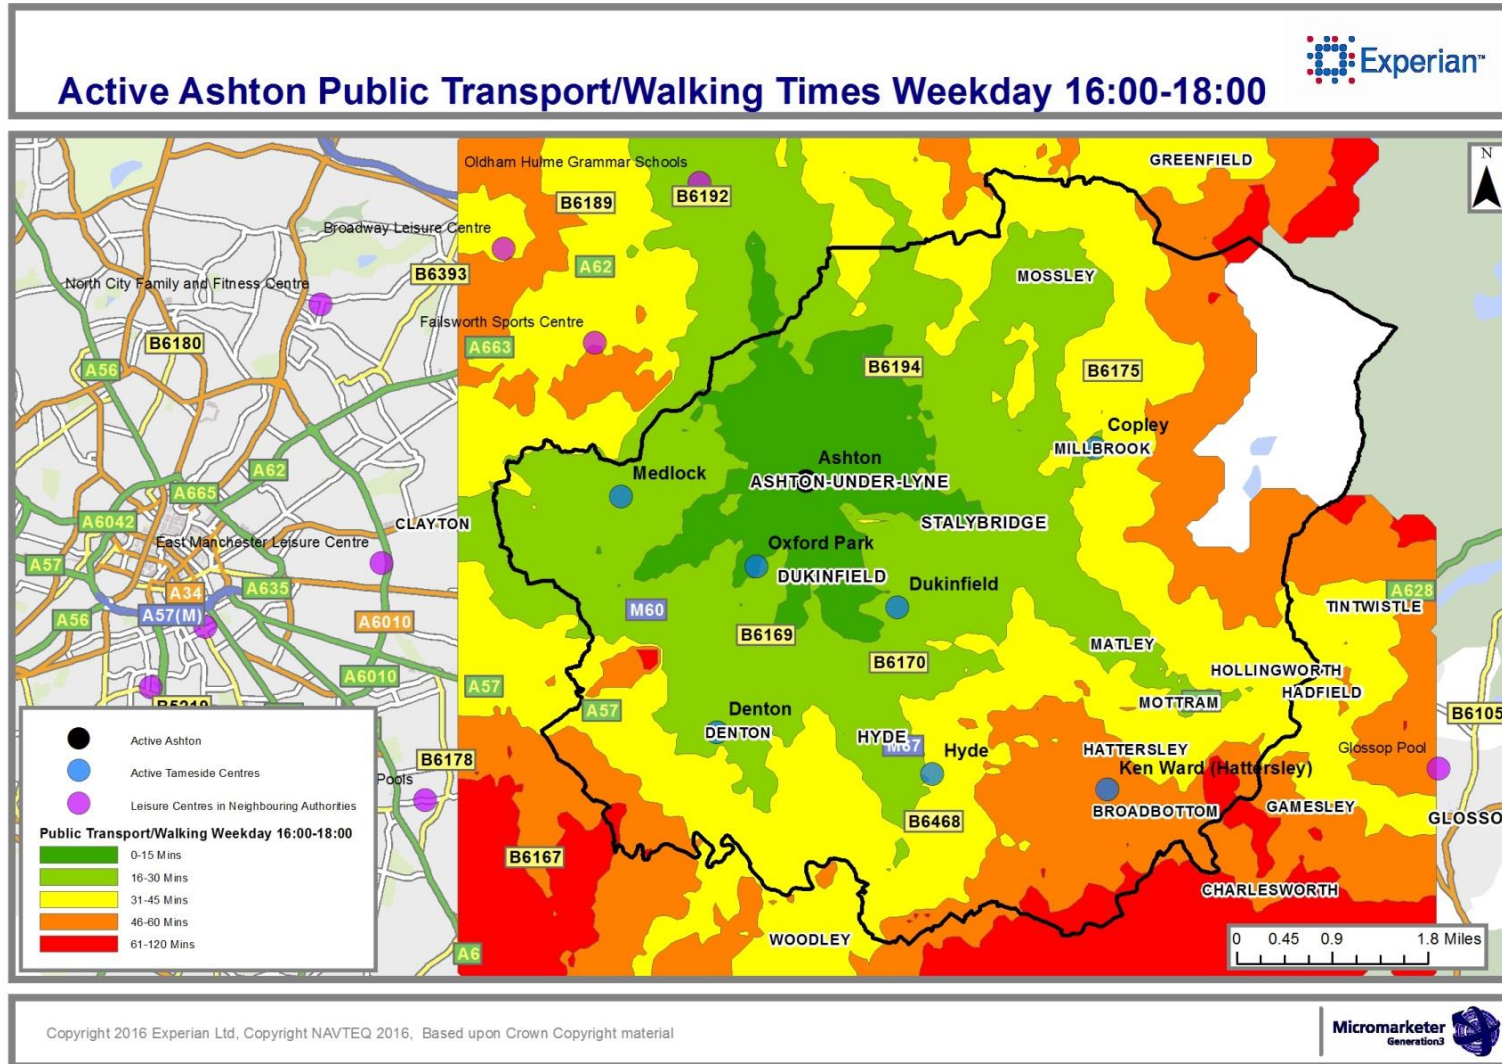 Active Ashton Public Transport/Walking Times Weekday 16:00-18:00
Experian™
Oldham Hulme Grammar Schools
GREENFIELD
N
B6192
B6189
Broadway Leisure Centre
A62
B6393
MOSSLEY
North City Family and Fitness Centre
Failsworth Sports Centre
B6180
A663
A56
B6194
B6175
Copley
MILLBROOK
Ashton
ASHTON-UNDER-LYNE
A62
Medlock
A665
CLAYTON
A6042
STALYBRIDGE
East Manchester Leisure Centre
Oxford Park
A57
DUKINFIELD
Dukinfield
A34
A635
A628
A57(M)
M60
TINTWISTLE
A56
A6010
B6169
MATLEY
B6170
HOLLINGWORTH
A6010
A57
HADFIELD
MOTTRAM
B5219
A57
Denton
B6105
DENTON
HYDE
M67
Hyde
HATTERSLEY
Glossop Pool
B6178
Ken Ward (Hattersley)
Pools
BROADBOTTOM
GAMESLEY
B6468
GLOSSO
B6167
CHARLESWORTH
WOODLEY
A6
Active Ashton
Active Tameside Centres
Leisure Centres in Neighbouring Authorities
Public Transport/Walking Weekday 16:00-18:00
0-15 Mins
16-30 Mins
31-45 Mins
46-60 Mins
61-120 Mins
0 0.45 0.9 1.8 Miles
Copyright 2016 Experian Ltd, Copyright NAVTEQ 2016, Based upon Crown Copyright material
Micromarketer
Generation3